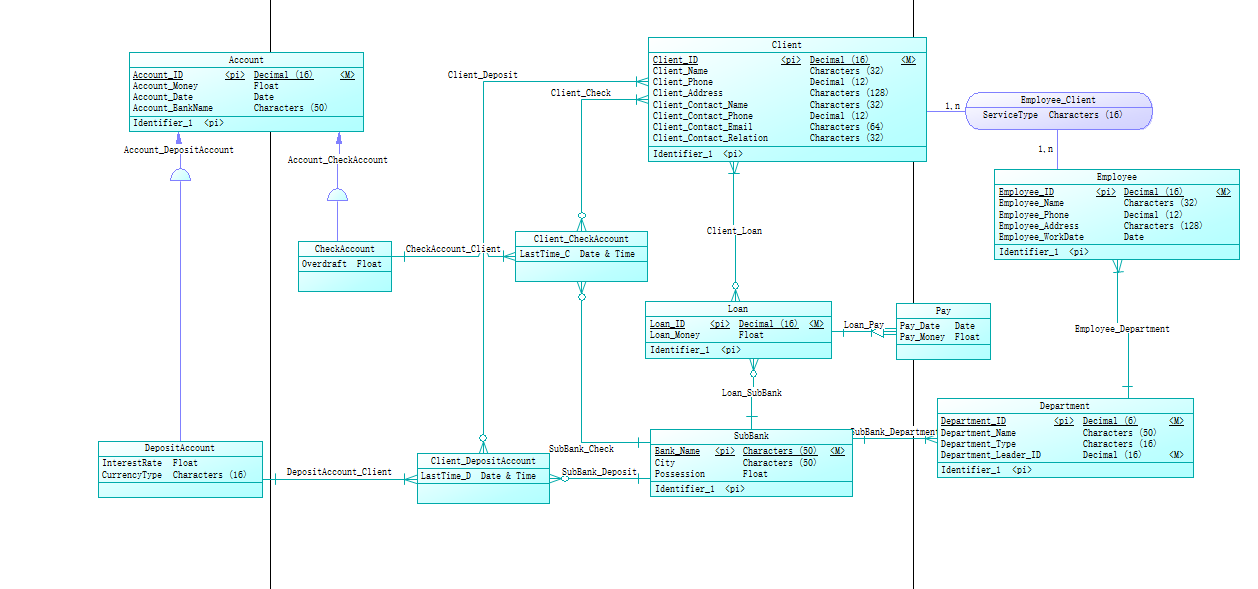 Account
Account_ID <pi> Decimal (16) <M>
Account_Money Float
Account_Date Date
Account_BankName Characters (50)
Identifier_1 <pi>
Account_DepositAccount
Account_CheckAccount
CheckAccount
Overdraft Float
CheckAccount_Client
DepositAccount
InterestRate Float
CurrencyType Characters (16)
DepositAccount_Client
Client_Deposit
Client_Check
Client_CheckAccount
LastTime_C Date & Time
Client_DepositAccount
LastTime_D Date & Time
SubBank_Check
SubBank_Deposit
Client
Client_ID <pi> Decimal (16) <M>
Client_Name Characters (32)
Client_Phone Decimal (12)
Client_Address Characters (128)
Client_Contact_Name Characters (32)
Client_Contact_Phone Decimal (12)
Client_Contact_Email Characters (64)
Client_Contact_Relation Characters (32)
Identifier_1 <pi>
Client_Loan
Loan
Loan_ID <pi> Decimal (16) <M>
Loan_Money Float
Identifier_1 <pi>
Loan_Pay
Pay
Pay_Date Date
Pay_Money Float
Loan_SubBank
SubBank
Bank_Name <pi> Characters (50) <M>
City Characters (50)
Possession Float
Identifier_1 <pi>
SubBank_Department
1,n
Employee_Client
ServiceType Characters (16)
1,n
Employee
Employee_ID <pi> Decimal (16) <M>
Employee_Name Characters (32)
Employee_Phone Decimal (12)
Employee_Address Characters (128)
Employee_WorkDate Date
Identifier_1 <pi>
Employee_Department
Department
Department_ID <pi> Decimal (6) <M>
Department_Name Characters (50)
Department_Type Characters (16)
Department_Leader_ID Decimal (16) <M>
Identifier_1 <pi>